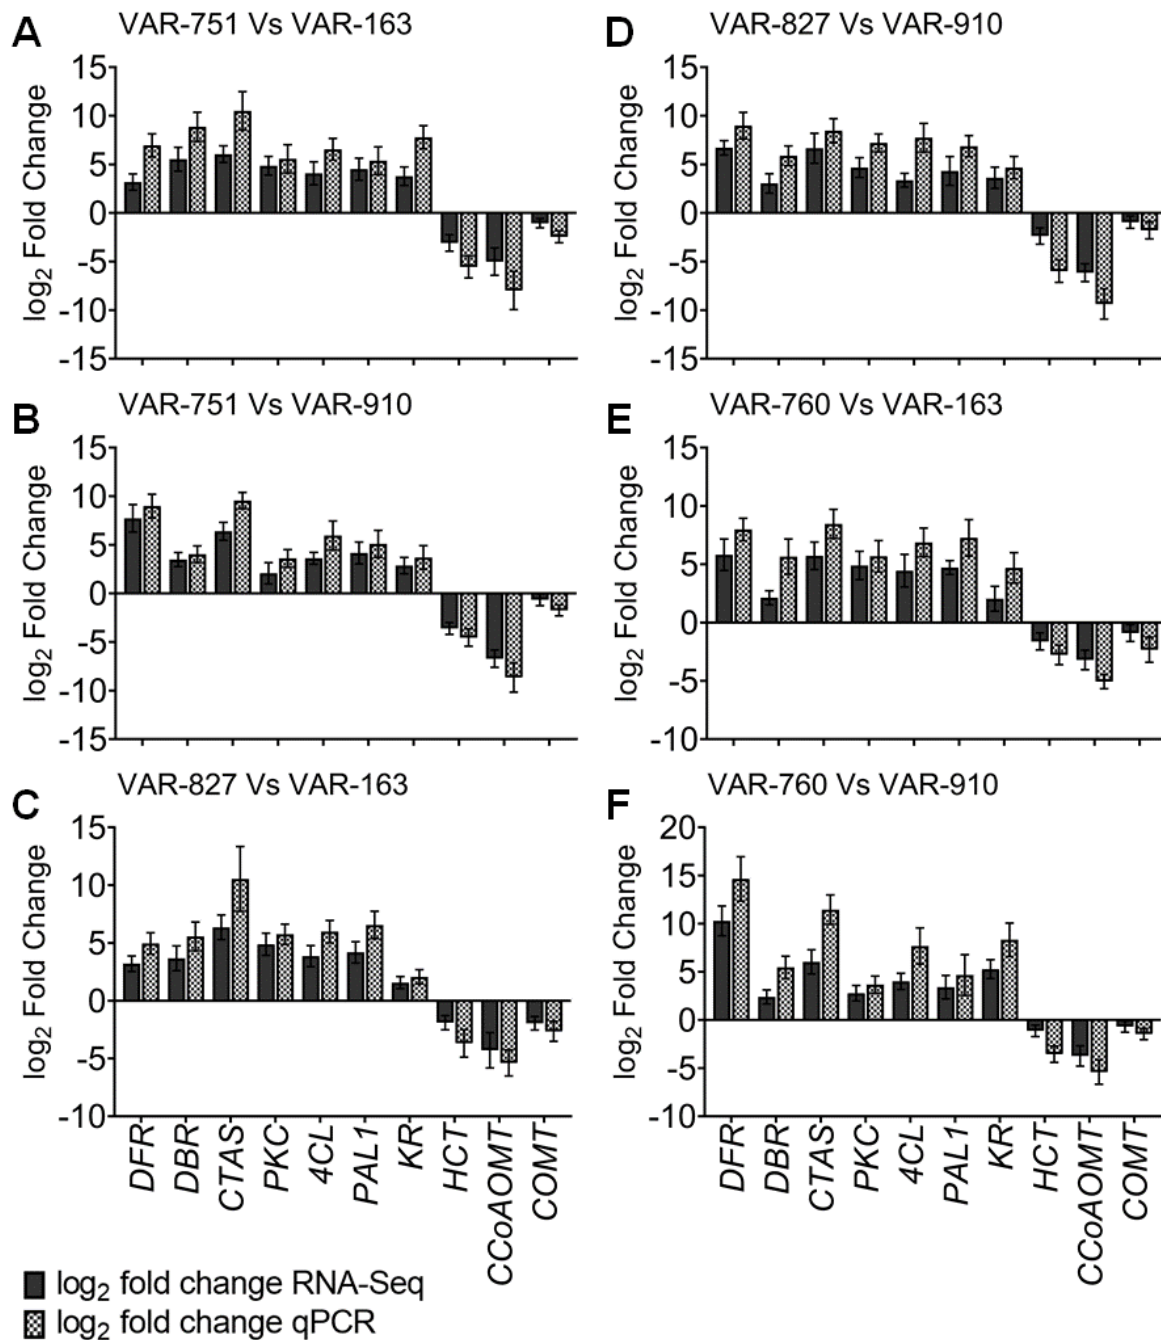 A VAR-751 Vs VAR-163
15
10
5
0
-5
-10
-15
log2 Fold Change
B VAR-751 Vs VAR-910
15
10
5
0
-5
-10
-15
log2 Fold Change
C VAR-827 Vs VAR-163
15
10
5
0
-5
-10
log2 Fold Change
DFR
DBR
CTAS
PKC
4CL
PAL1
KR
HCT
CCoAOMT
COMT
D VAR-827 Vs VAR-910
15
10
5
0
-5
-10
-15
log2 Fold Change
E VAR-760 Vs VAR-163
15
10
5
0
-5
-10
log2 Fold Change
F VAR-760 Vs VAR-910
20
15
10
5
0
-5
-10
log2 Fold Change
DFR
DBR
CTAS
PKC
4CL
PAL1
KR
HCT
CCoAOMT
COMT
log2 fold change RNA-Seq
log2 fold change qPCR